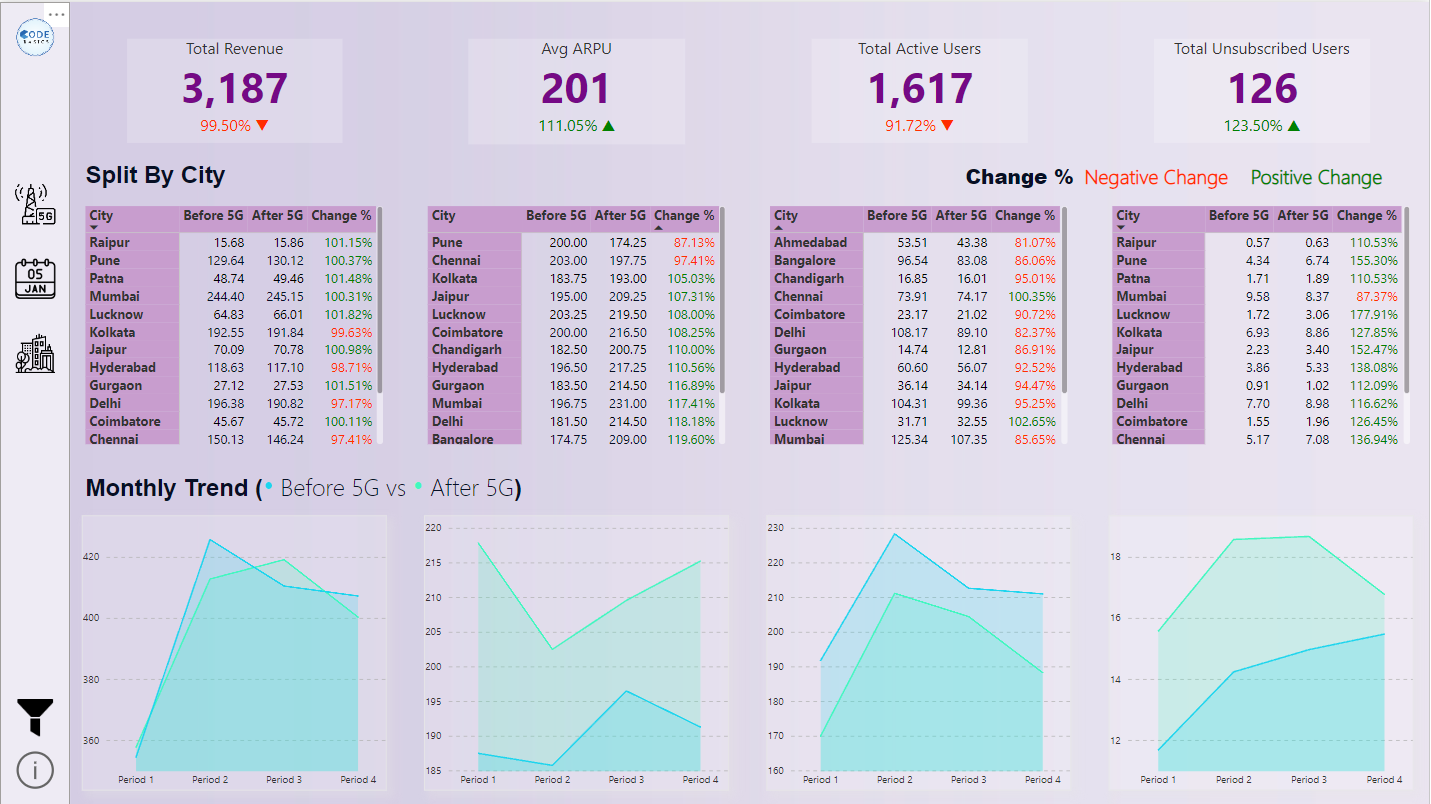 CODE
BASICS
Total Revenue
3,187
99.50% ▼
Avg ARPU
201
111.05% ▲
Total Active Users
1,617
91.72% ▼
Total Unsubscribed Users
126
123.50% ▲
5G
05
JAN
Split By City
Change % Negative Change Positive Change
City Before 5G After 5G Change %
Raipur 15.68 15.86 101.15%
Pune 129.64 130.12 100.37%
Patna 48.74 49.46 101.48%
Mumbai 244.40 245.15 100.31%
Lucknow 64.83 66.01 101.82%
Kolkata 192.55 191.84 99.63%
Jaipur 70.09 70.78 100.98%
Hyderabad 118.63 117.10 98.71%
Gurgaon 27.12 27.53 101.51%
Delhi 196.38 190.82 97.17%
Coimbatore 45.67 45.72 100.11%
Chennai 150.13 146.24 97.41%
City Before 5G After 5G Change %
Pune 200.00 174.25 87.13%
Chennai 203.00 197.75 97.41%
Kolkata 183.75 193.00 105.03%
Jaipur 195.00 209.25 107.31%
Lucknow 203.25 219.50 108.00%
Coimbatore 200.00 216.50 108.25%
Chandigarh 182.50 200.75 110.00%
Hyderabad 196.50 217.25 110.56%
Gurgaon 183.50 214.50 116.89%
Mumbai 196.75 231.00 117.41%
Delhi 181.50 214.50 118.18%
Bangalore 174.75 209.00 119.60%
City Before 5G After 5G Change %
Ahmedabad 53.51 43.38 81.07%
Bangalore 96.54 83.08 86.06%
Chandigarh 16.85 16.01 95.01%
Chennai 73.91 74.17 100.35%
Coimbatore 23.17 21.02 90.72%
Delhi 108.17 89.10 82.37%
Gurgaon 14.74 12.81 86.91%
Hyderabad 60.60 56.07 92.52%
Jaipur 36.14 34.14 94.47%
Kolkata 104.31 99.36 95.25%
Lucknow 31.71 32.55 102.65%
Mumbai 125.34 107.35 85.65%
City Before 5G After 5G Change %
Raipur 0.57 0.63 110.53%
Pune 4.34 6.74 155.30%
Patna 1.71 1.89 110.53%
Mumbai 9.58 8.37 87.37%
Lucknow 1.72 3.06 177.91%
Kolkata 6.93 8.86 127.85%
Jaipur 2.23 3.40 152.47%
Hyderabad 3.86 5.33 138.08%
Gurgaon 0.91 1.02 112.09%
Delhi 7.70 8.98 116.62%
Coimbatore 1.55 1.96 126.45%
Chennai 5.17 7.08 136.94%
Monthly Trend (• Before 5G vs • After 5G)
420
400
380
360
Period 1 Period 2 Period 3 Period 4
220
215
210
205
200
195
190
185
Period 1 Period 2 Period 3 Period 4
230
220
210
200
190
180
170
160
Period 1 Period 2 Period 3 Period 4
18
16
14
12
Period 1 Period 2 Period 3 Period 4